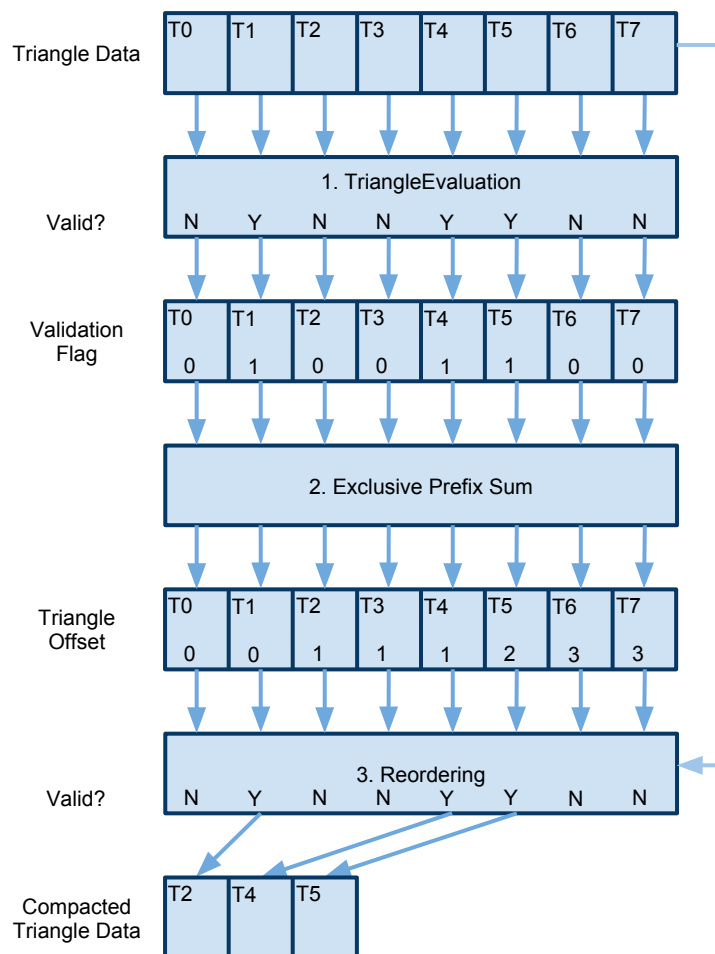 Triangle Data
T0 T1 T2 T3 T4 T5 T6 T7
1. TriangleEvaluation
Valid?
N Y N N Y Y N N
Validation
Flag
T0 T1 T2 T3 T4 T5 T6 T7
0 1 0 0 1 1 0 0
2. Exclusive Prefix Sum
Triangle
Offset
T0 T1 T2 T3 T4 T5 T6 T7
0 0 1 1 1 2 3 3
3. Reordering
Valid?
N Y N N Y Y N N
Compacted
Triangle Data
T2 T4 T5